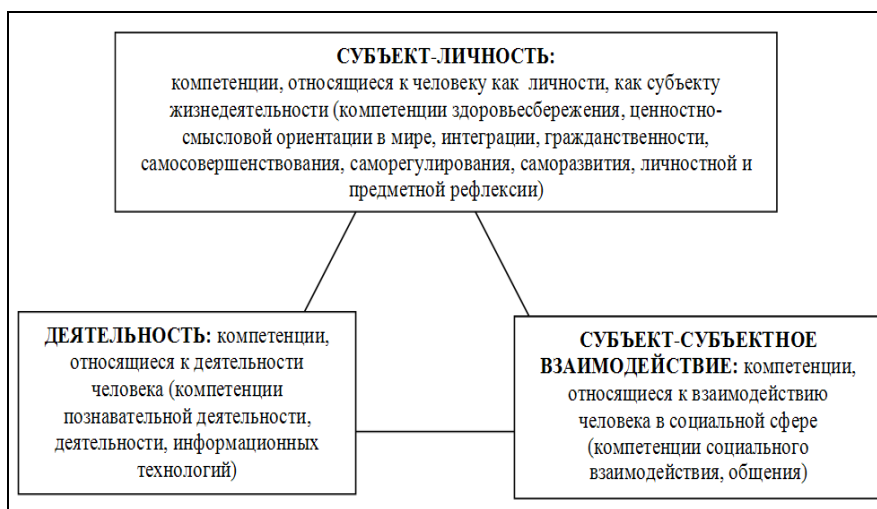 СУБЪЕКТ-ЛИЧНОСТЬ:
компетенции, относящиеся к человеку как личности, как субъекту
жизнедеятельности (компетенции здоровьесбережения, ценностно-
смысловой ориентации в мире, интеграции, гражданственности,
самосовершенствования, саморегулирования, саморазвития, личностной и
предметной рефлексии)
ДЕЯТЕЛЬНОСТЬ: компетенции,
относящиеся к деятельности
человека (компетенции
познавательной деятельности,
деятельности, информационных
технологий)
СУБЪЕКТ-СУБЪЕКТНОЕ
ВЗАИМОДЕЙСТВИЕ: компетенции,
относящиеся к взаимодействию
человека в социальной сфере
(компетенции социального
взаимодействия, общения)